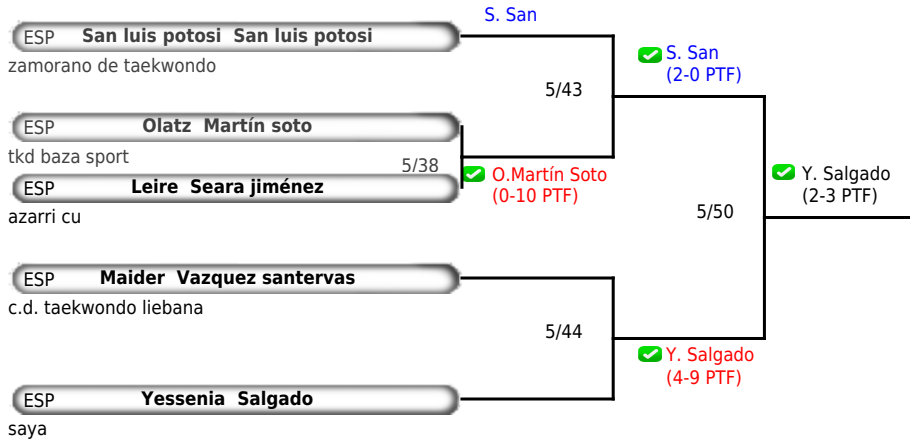 S. San
ESP San luis potosi San luis potosi
zamorano de taekwondo
S. San
(2-0 PTF)
5/43
ESP Olatz Martín soto
tkd baza sport
5/38
O.Martín Soto
(0-10 PTF)
ESP Leire Seara jiménez
azarri cu
Y. Salgado
(2-3 PTF)
5/50
ESP Maider Vazquez santervas
c.d. taekwondo liebana
5/44
Y. Salgado
(4-9 PTF)
ESP Yessenia Salgado
saya